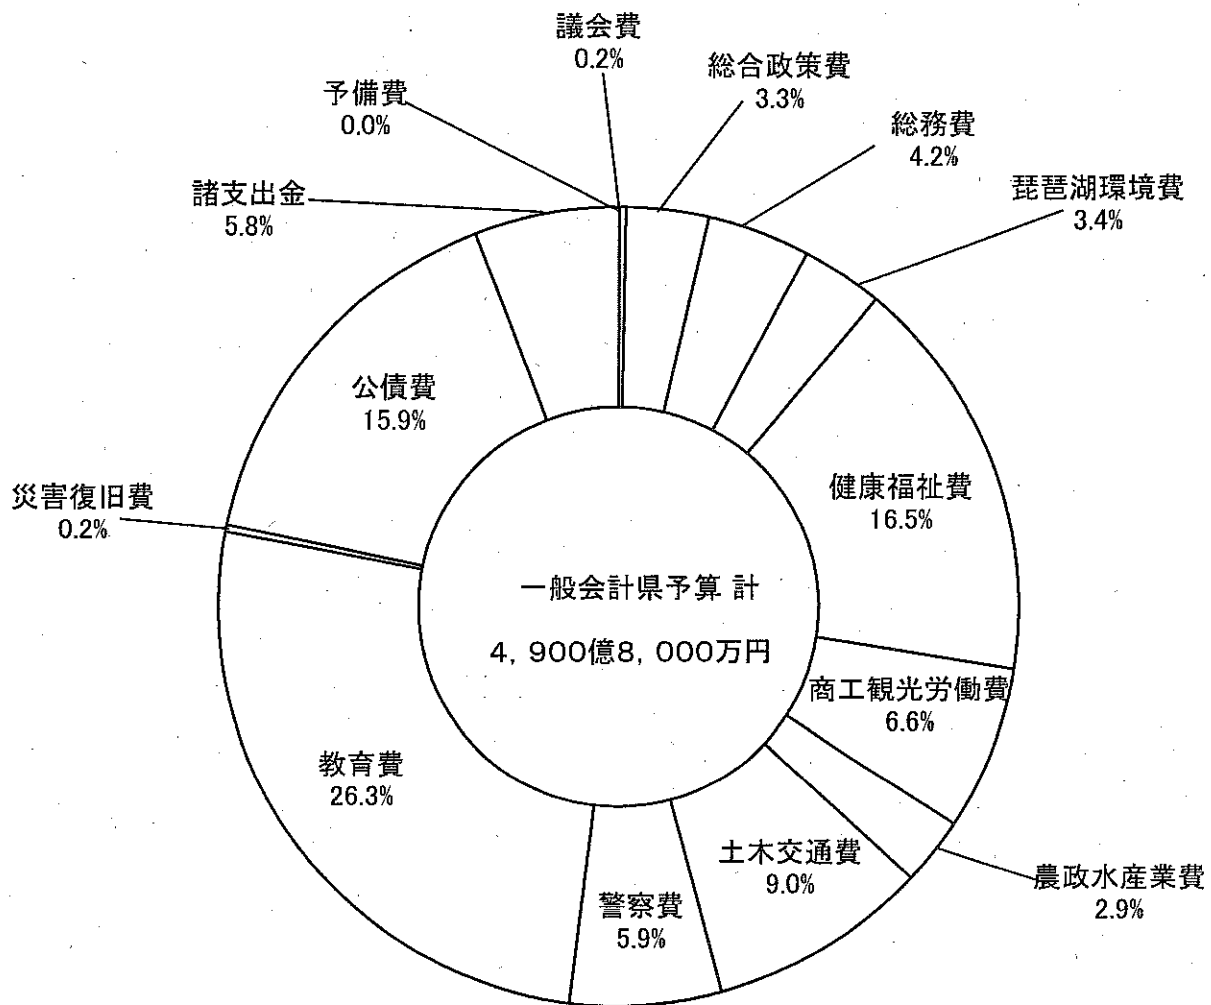 議会費
0.2%
総合政策費
3.3%
予備費
0.0%
総務費
4.2%
琵琶湖環境費
3.4%
諸支出金
5.8%
公債費
15.9%
健康福祉費
16.5%
災害復旧費
0.2%
一般会計県予算 計
4,900億8,000万円
商工観光労働費
6.6%
教育費
26.3%
土木交通費
9.0%
農政水産業費
2.9%
警察費
5.9%